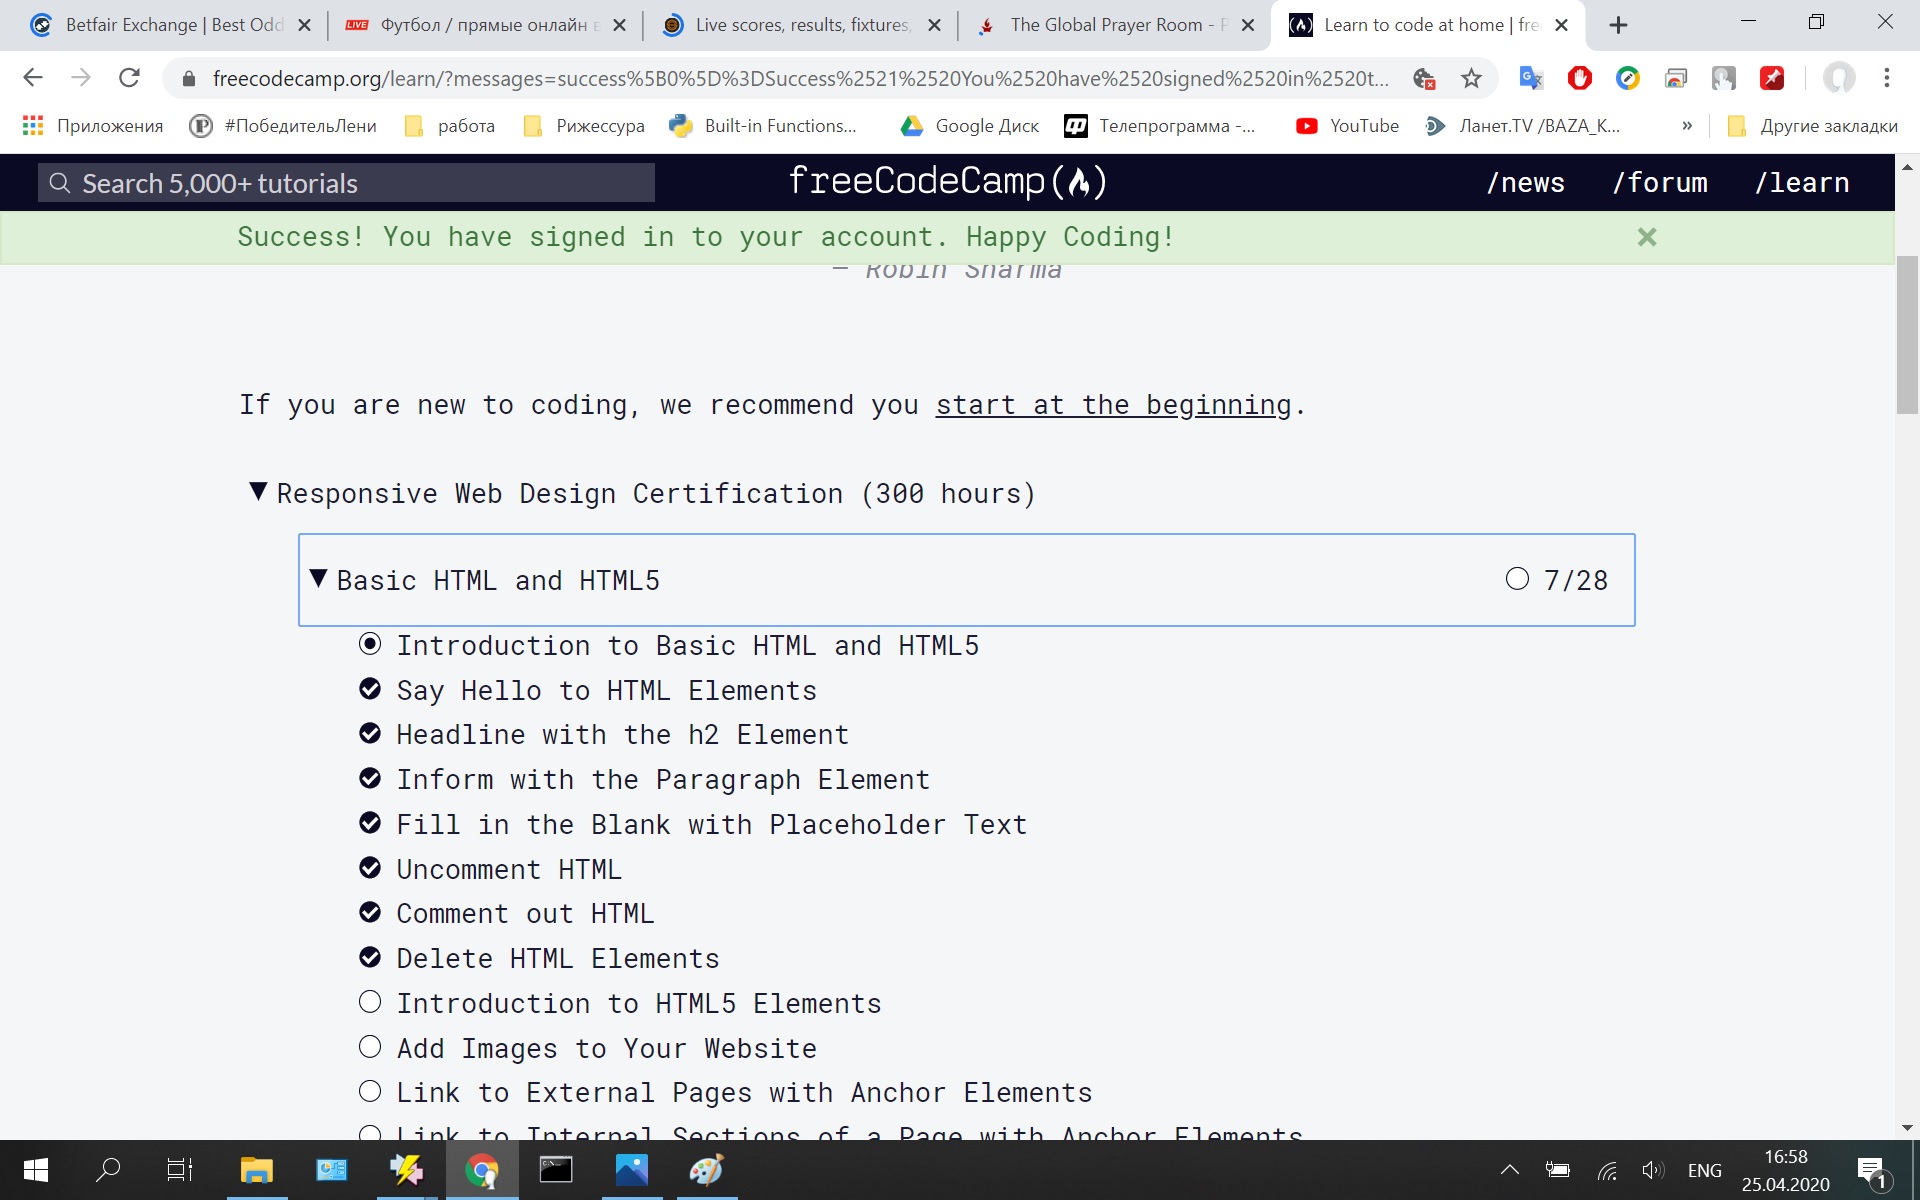 Betfair Exchange | Best Odd
Футбол / прямые онлайн
Live scores, results, fixtures,
The Global Prayer Room -
Learn to code at home | fre
freecodecamp.org/learn/?messages=success%5B0%5D%3DSuccess%2521%2520You%2520have%2520signed%2520in%2520t...
Приложения
#ПобедительЛени
работа
Рижессура
Built-in Functions...
Google Диск
Телепрограмма -...
YouTube
Ланет.TV /BAZA_K...
»
Другие закладки
Search 5,000+ tutorials
freeCodeCamp
/news
/forum
/learn
Success! You have signed in to your account. Happy Coding!
— Robin Sharma
If you are new to coding, we recommend you start at the beginning.
Responsive Web Design Certification (300 hours)
Basic HTML and HTML5
7/28
Introduction to Basic HTML and HTML5
Say Hello to HTML Elements
Headline with the h2 Element
Inform with the Paragraph Element
Fill in the Blank with Placeholder Text
Uncomment HTML
Comment out HTML
Delete HTML Elements
Introduction to HTML5 Elements
Add Images to Your Website
Link to External Pages with Anchor Elements
Link to Internal Sections of a Page with Anchor Elements
ENG
16:58
25.04.2020
1